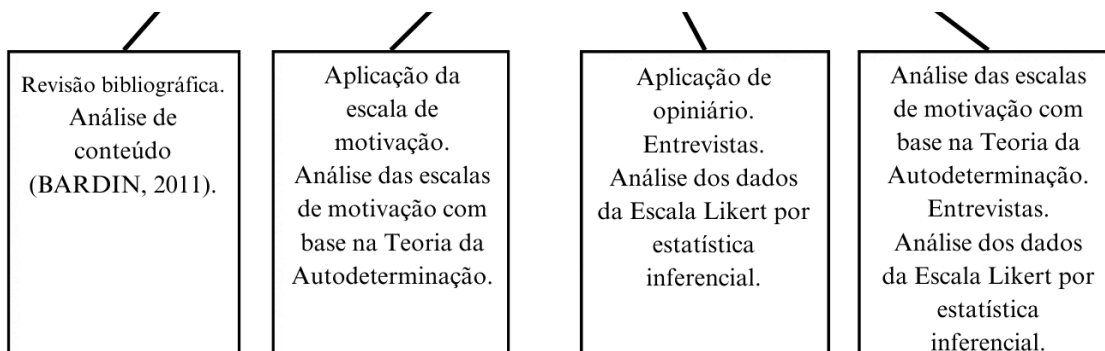 Revisão bibliográfica.
Análise de
conteúdo
(BARDIN, 2011).
Aplicação da
escala de
motivação.
Análise das escalas
de motivação com
base na Teoria da
Autodeterminação.
Aplicação de
opiniário.
Entrevistas.
Análise dos dados
da Escala Likert por
estatística
inferencial.
Análise das escalas
de motivação com
base na Teoria da
Autodeterminação.
Entrevistas.
Análise dos dados
da Escala Likert por
estatística
inferencial.